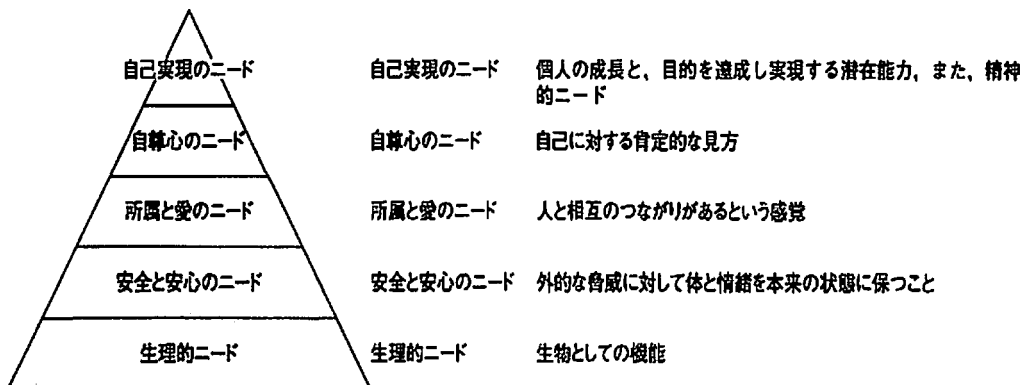 自己実現のニード 自己実現のニード 個人の成長と，目的を達成し実現する潜在能力，また，精神
的ニード
自尊心のニード 自尊心のニード 自己に対する肯定的な見方
所属と愛のニード 所属と愛のニード 人と相互のつながりがあるという感覚
安全と安心のニード 安全と安心のニード 外的な脅威に対して体と情緒を本来の状態に保つこと
生理的ニード 生理的ニード 生物としての機能